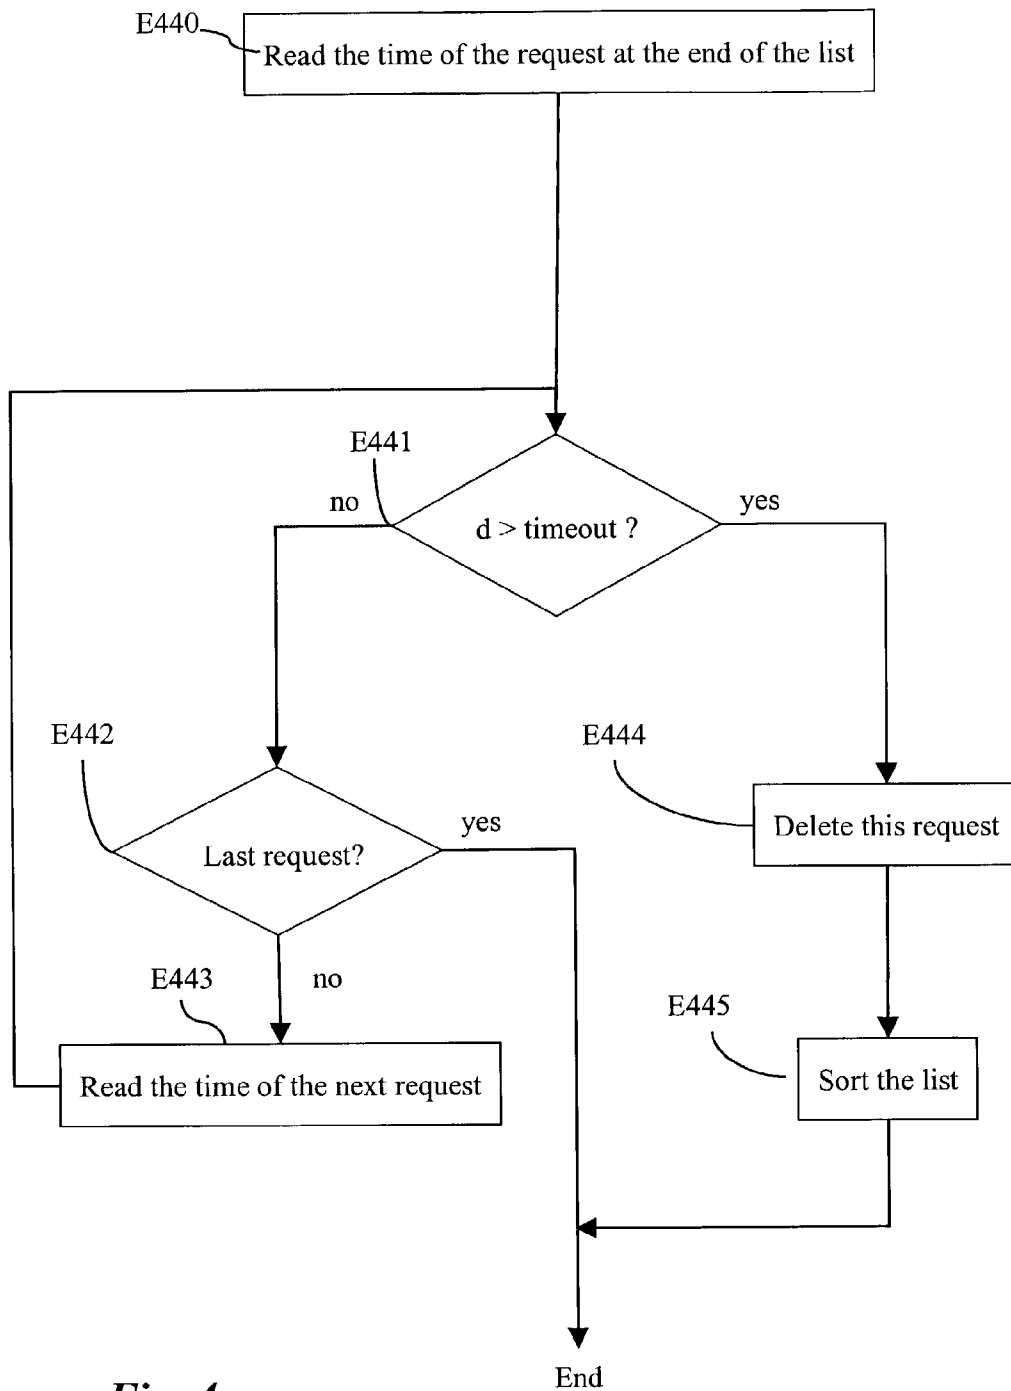 E440
Read the time of the request at the end of the list
E441
no
yes
d > timeout ?
E442
E444
yes
Last request?
Delete this request
E443
no
E445
Read the time of the next request
Sort the list
End